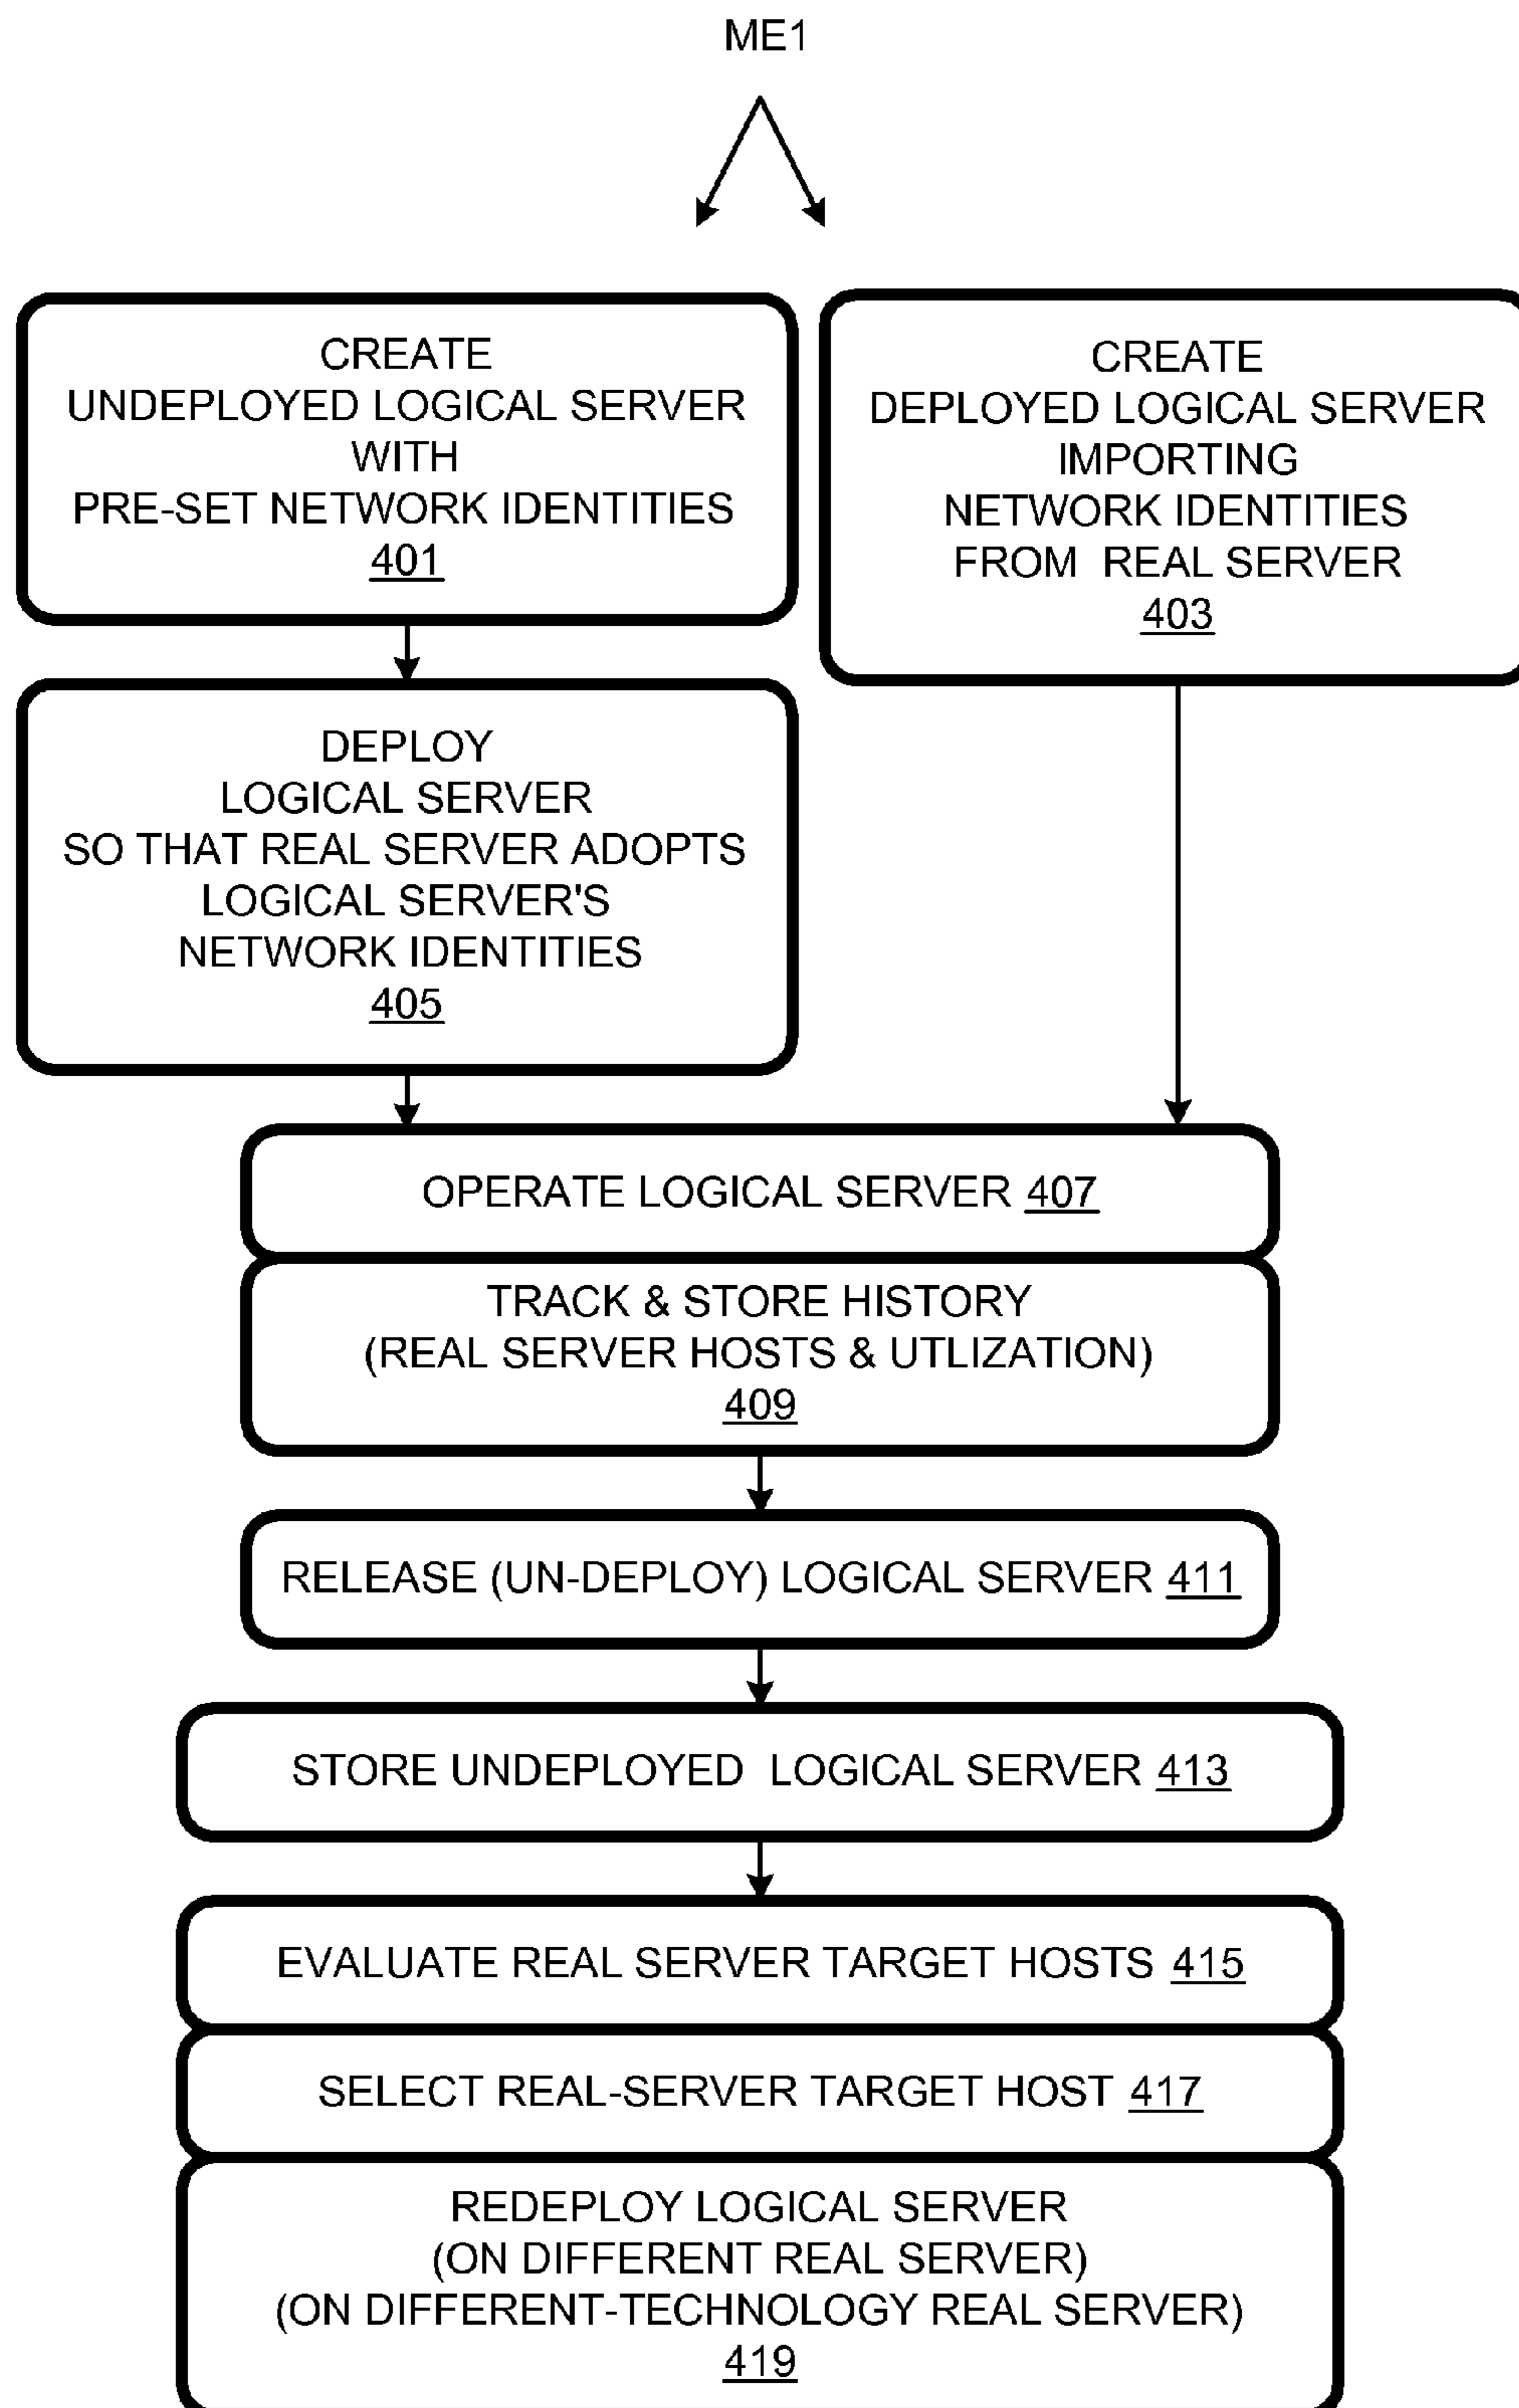 ME1
CREATE
UNDEPLOYED LOGICAL SERVER
WITH
PRE-SET NETWORK IDENTITIES
401
CREATE
DEPLOYED LOGICAL SERVER
IMPORTING
NETWORK IDENTITIES
FROM REAL SERVER
403
DEPLOY
LOGICAL SERVER
SO THAT REAL SERVER ADOPTS
LOGICAL SERVER'S
NETWORK IDENTITIES
405
OPERATE LOGICAL SERVER 407
TRACK & STORE HISTORY
(REAL SERVER HOSTS & UTLIZATION)
409
RELEASE (UN-DEPLOY) LOGICAL SERVER 411
STORE UNDEPLOYED LOGICAL SERVER 413
EVALUATE REAL SERVER TARGET HOSTS 415
SELECT REAL-SERVER TARGET HOST 417
REDEPLOY LOGICAL SERVER
(ON DIFFERENT REAL SERVER)
(ON DIFFERENT-TECHNOLOGY REAL SERVER)
419